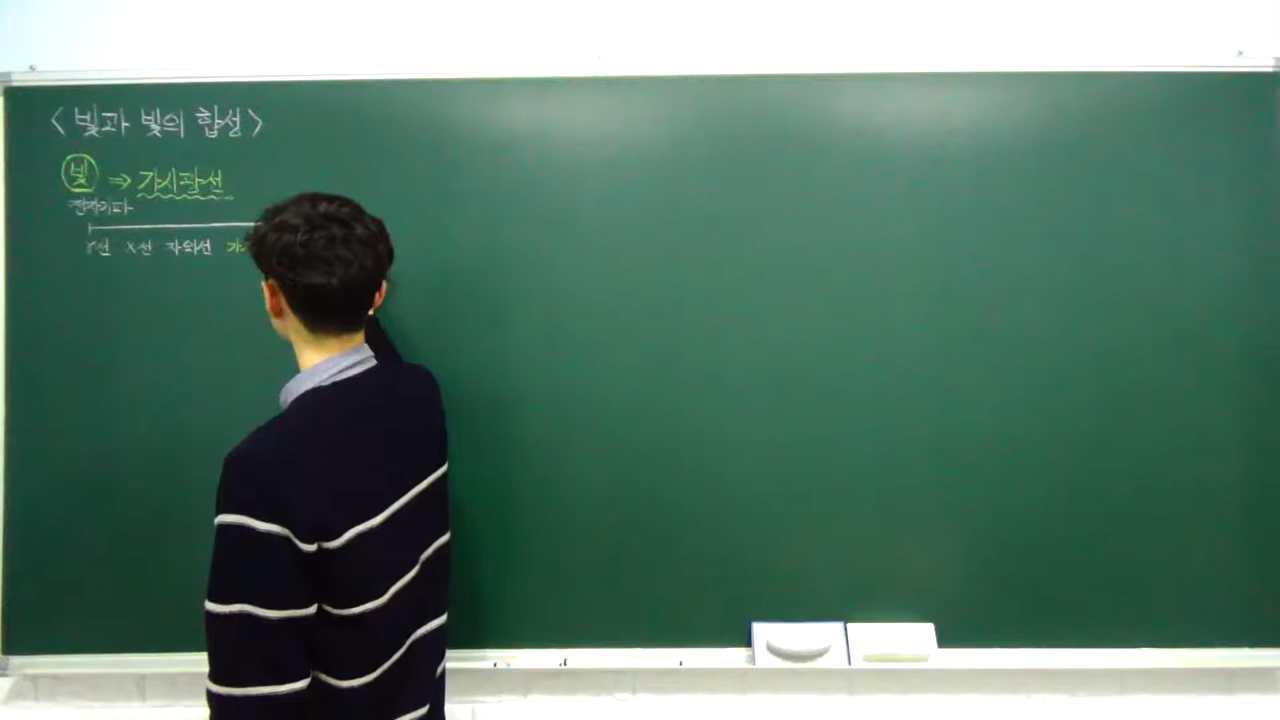 < 빛과 빛의 합성 >
빛 ⇒ 가시광선
전자기파
γ선 X선 자외선 가